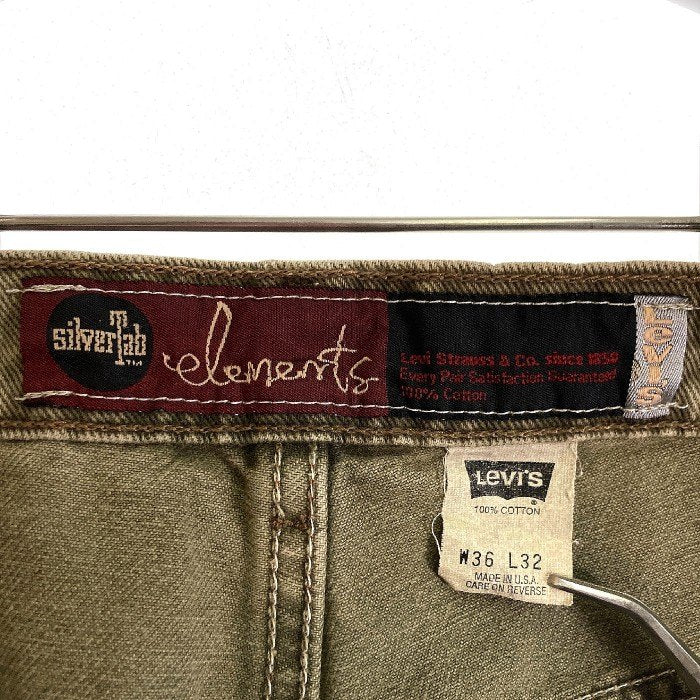 silverTab
TM
elements
Levi Strauss & Co. since 1850
Every Pair Satisfaction Guaranteed
100% Cotton
LEVI'S
LEVI'S
®
100% COTTON
W36 L32
MADE IN U.S.A.
CARE ON REVERSE